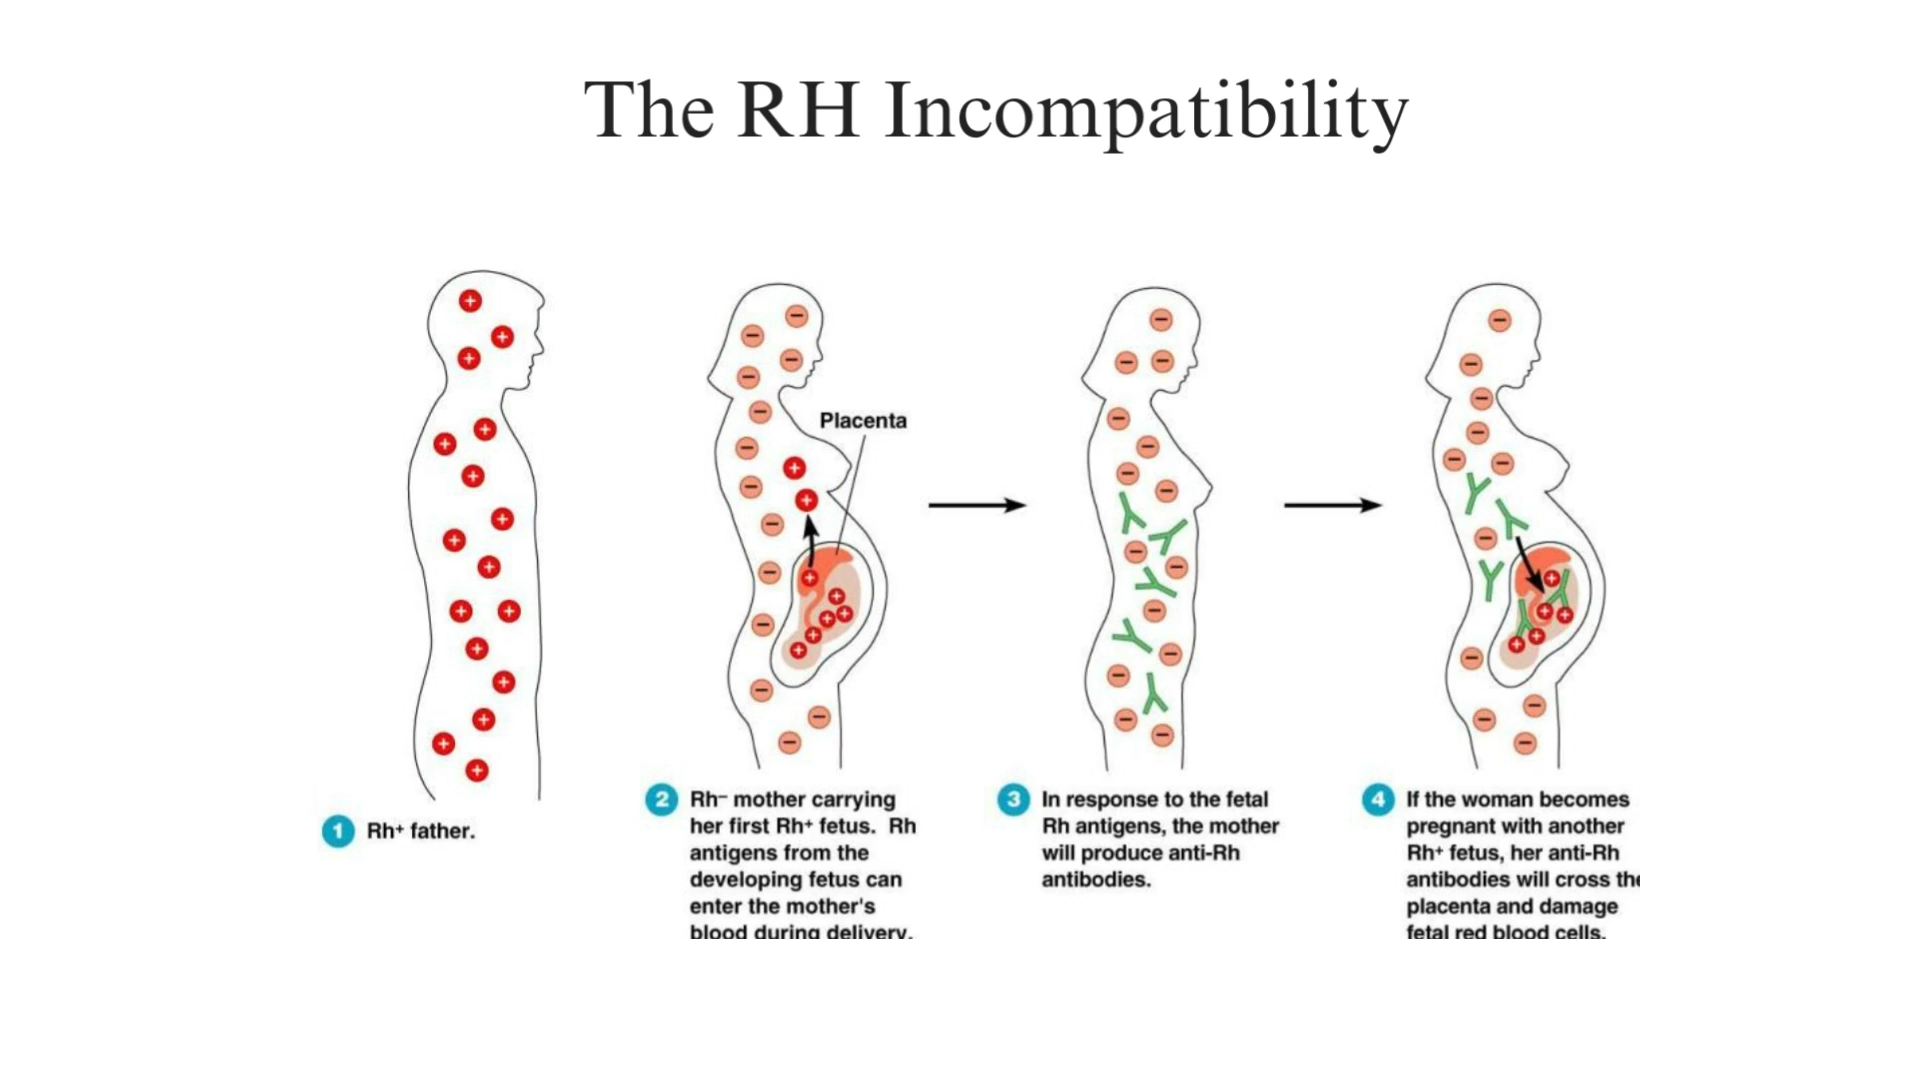 The RH Incompatibility
Placenta
1 Rh+ father.
2 Rh– mother carrying
her first Rh+ fetus. Rh
antigens from the
developing fetus can
enter the mother's
blood during delivery.
3 In response to the fetal
Rh antigens, the mother
will produce anti-Rh
antibodies.
4 If the woman becomes
pregnant with another
Rh+ fetus, her anti-Rh
antibodies will cross the
placenta and damage
fetal red blood cells.